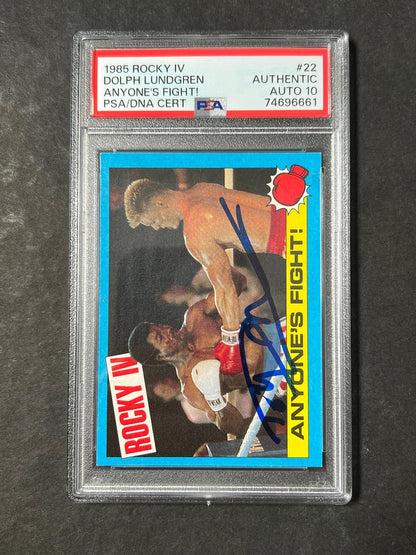 1985 ROCKY IV #22
DOLPH LUNDGREN AUTHENTIC
ANYONE'S FIGHT! AUTO 10
PSA/DNA CERT PSA 74696661
ROCKY IV
ANYONE'S FIGHT!